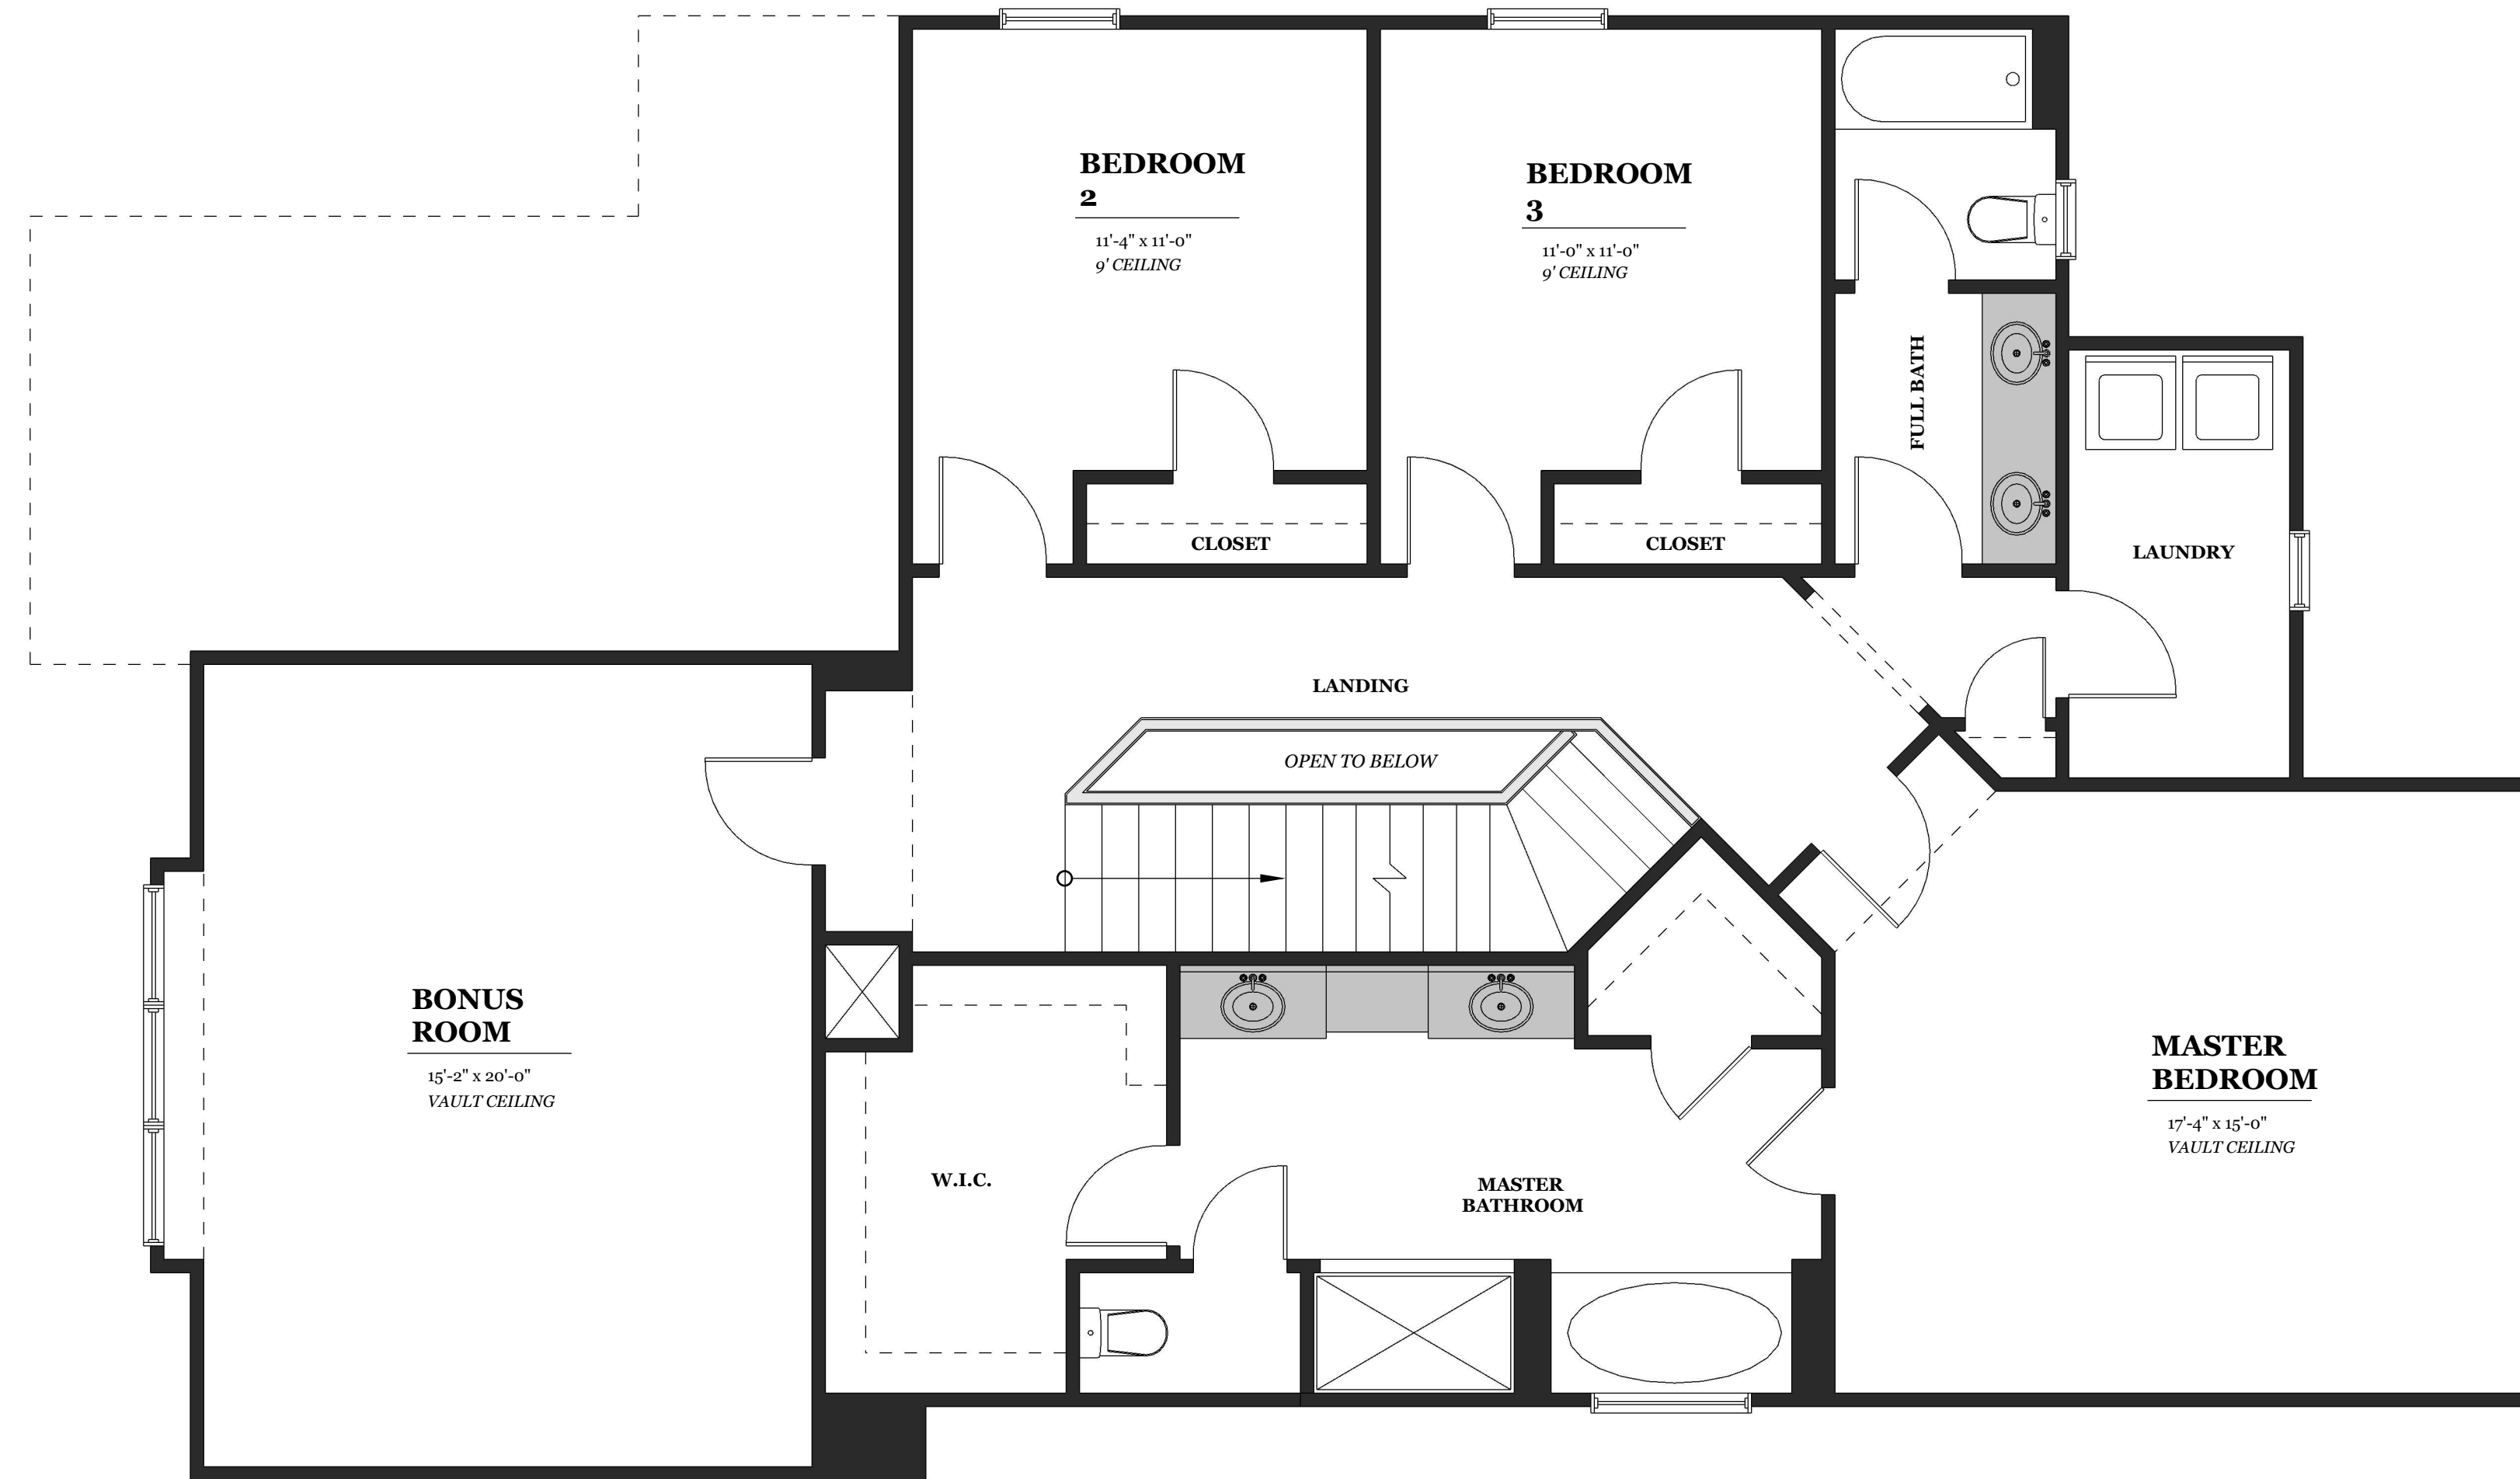 BEDROOM
2
11'-4" x 11'-0"
9' CEILING
BEDROOM
3
11'-0" x 11'-0"
9' CEILING
FULL BATH
CLOSET
CLOSET
LAUNDRY
LANDING
OPEN TO BELOW
BONUS
ROOM
15'-2" x 20'-0"
VAULT CEILING
W.I.C.
MASTER
BATHROOM
MASTER
BEDROOM
17'-4" x 15'-0"
VAULT CEILING